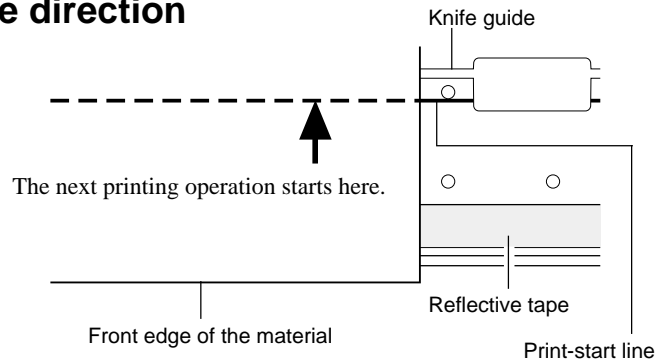 e direction
Knife guide
The next printing operation starts here.
Reflective tape
Front edge of the material
Print-start line